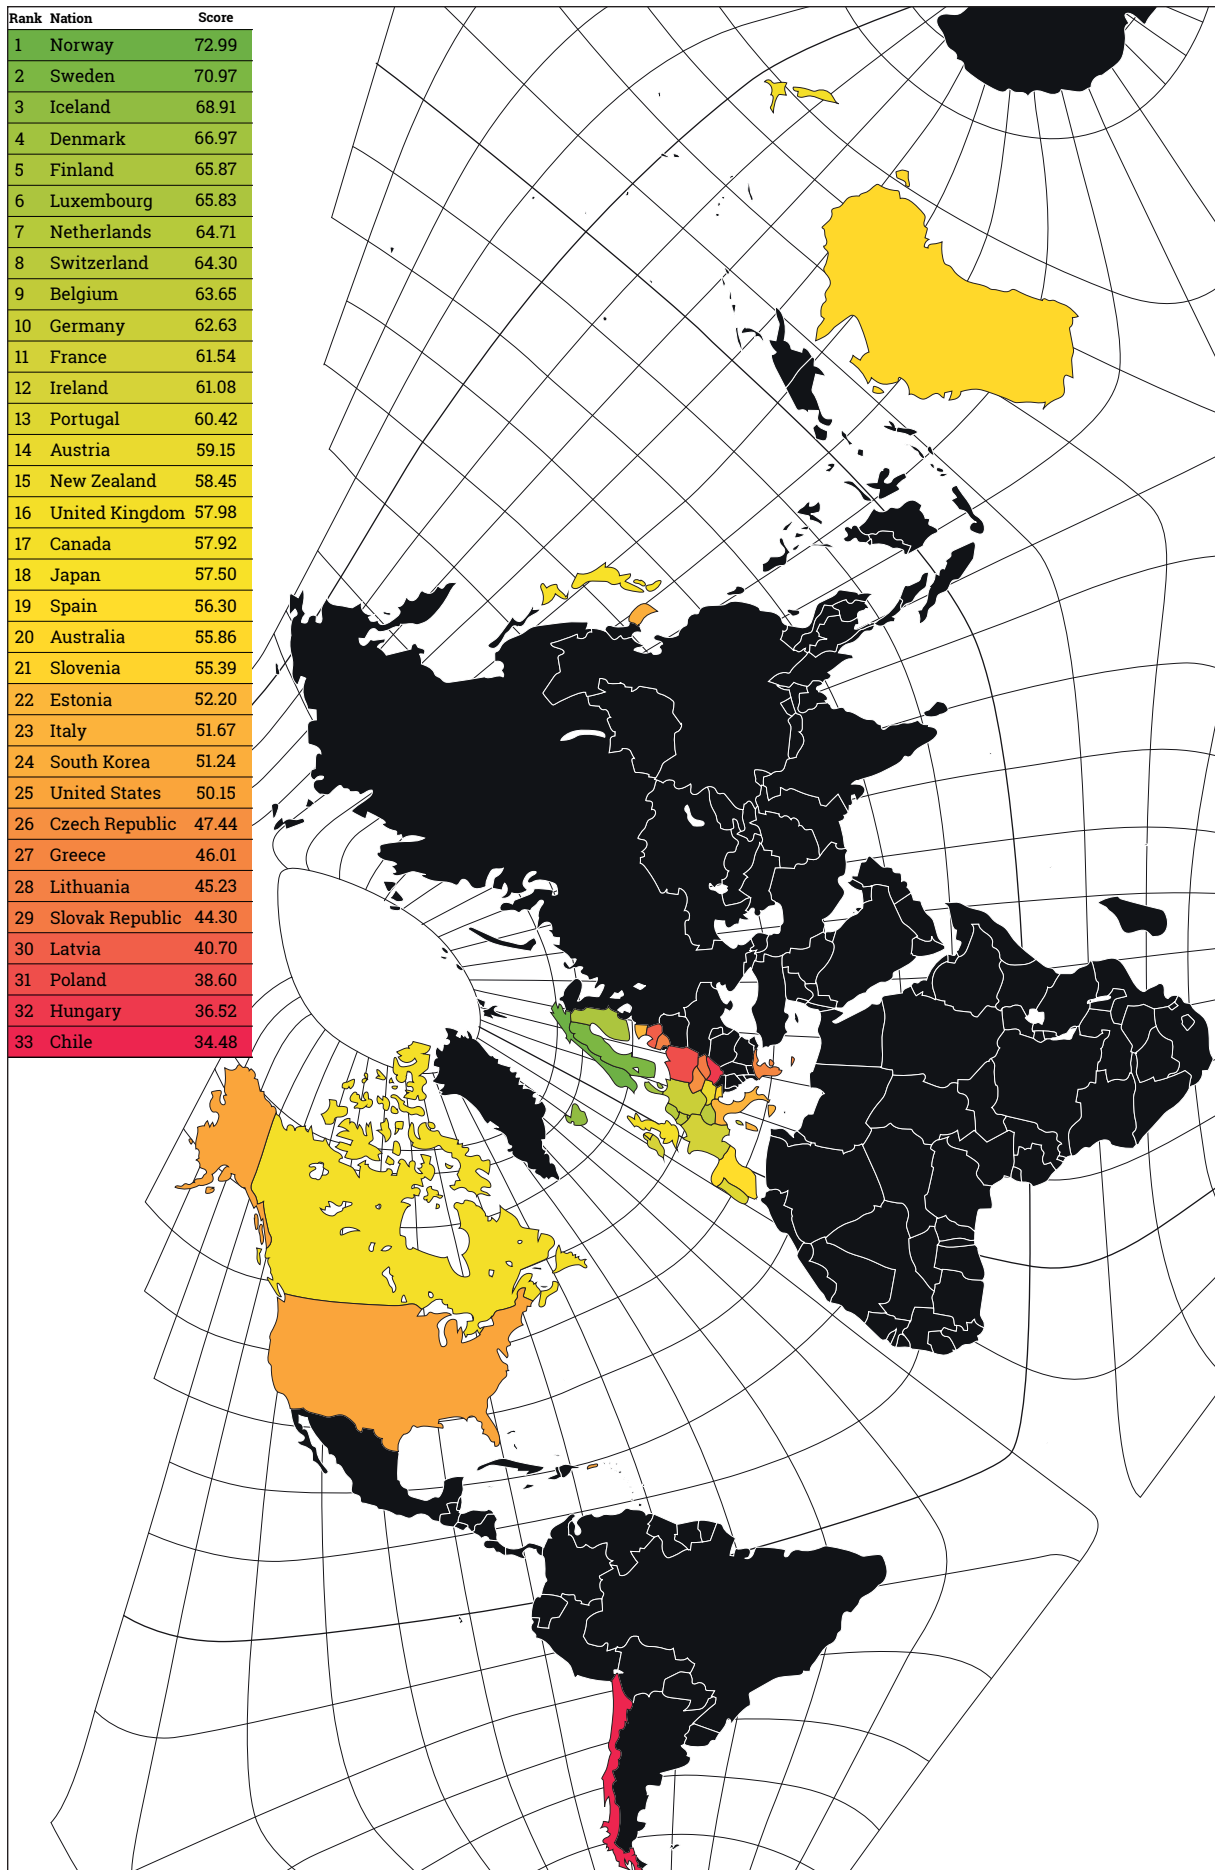 Rank Nation Score
1 Norway 72.99
2 Sweden 70.97
3 Iceland 68.91
4 Denmark 66.97
5 Finland 65.87
6 Luxembourg 65.83
7 Netherlands 64.71
8 Switzerland 64.30
9 Belgium 63.65
10 Germany 62.63
11 France 61.54
12 Ireland 61.08
13 Portugal 60.42
14 Austria 59.15
15 New Zealand 58.45
16 United Kingdom 57.98
17 Canada 57.92
18 Japan 57.50
19 Spain 56.30
20 Australia 55.86
21 Slovenia 55.39
22 Estonia 52.20
23 Italy 51.67
24 South Korea 51.24
25 United States 50.15
26 Czech Republic 47.44
27 Greece 46.01
28 Lithuania 45.23
29 Slovak Republic 44.30
30 Latvia 40.70
31 Poland 38.60
32 Hungary 36.52
33 Chile 34.48